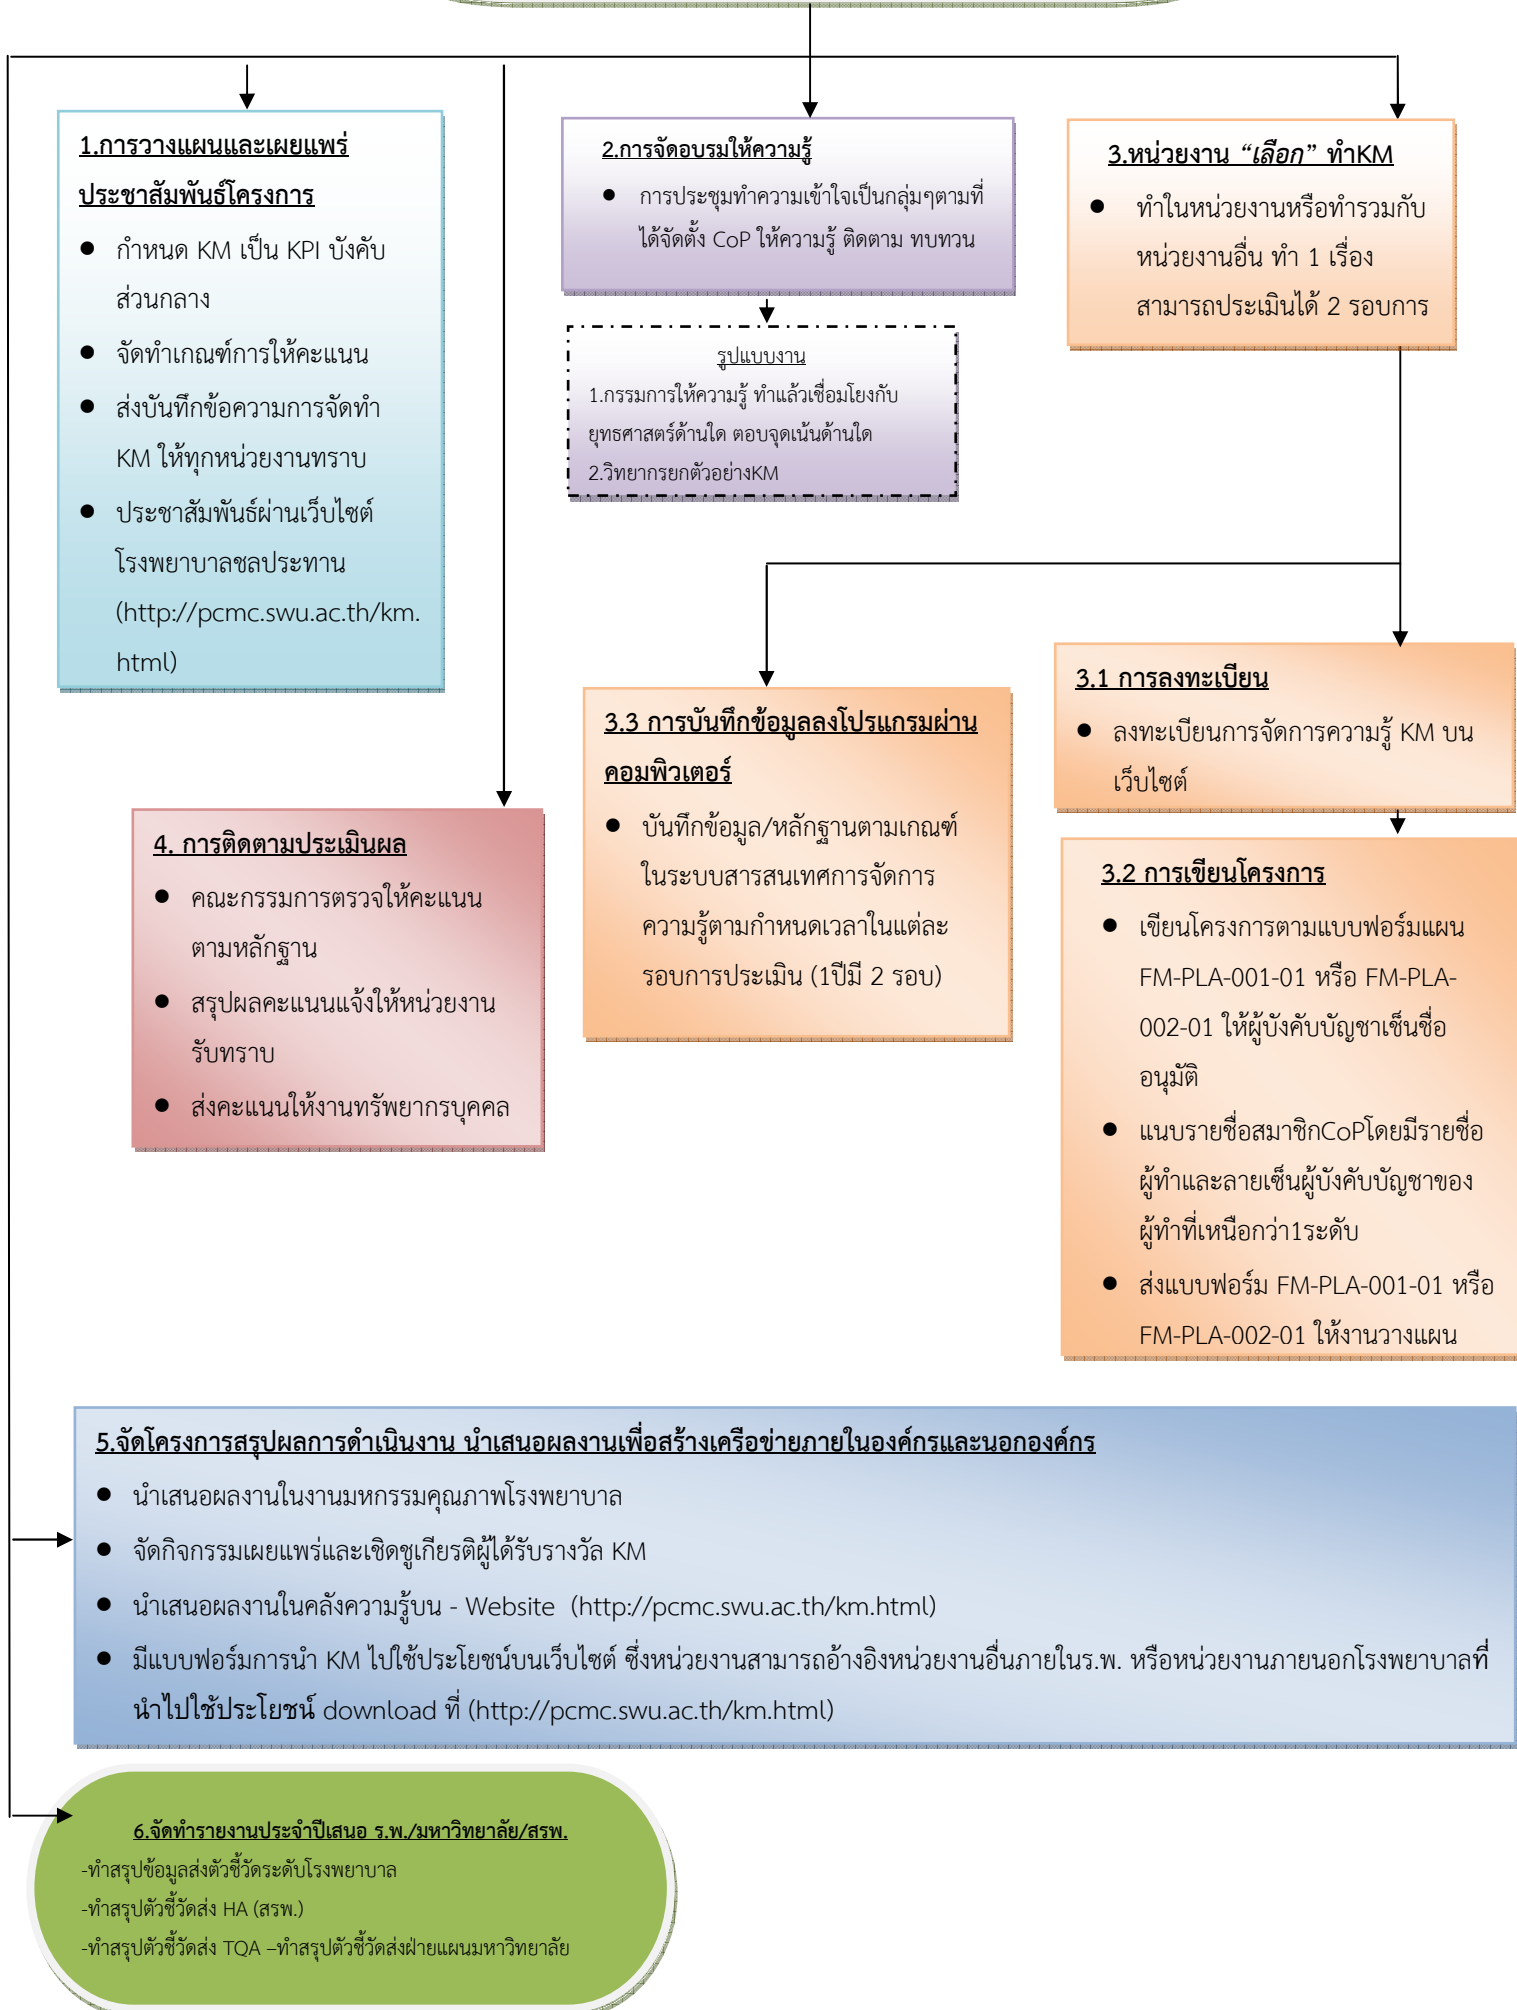 1.การวางแผนและเผยแพร่
ประชาสัมพันธ์โครงการ
● กำหนด KM เป็น KPI บังคับ
ส่วนกลาง
● จัดทำเกณฑ์การให้คะแนน
● ส่งบันทึกข้อความการจัดทำ
KM ให้ทุกหน่วยงานทราบ
● ประชาสัมพันธ์ผ่านเว็บไซต์
โรงพยาบาลชลประทาน
(http://pcmc.swu.ac.th/km.
html)
2.การจัดอบรมให้ความรู้
● การประชุมทำความเข้าใจเป็นกลุ่มๆตามที่
ได้จัดตั้ง CoP ให้ความรู้ ติดตาม ทบทวน
รูปแบบงาน
1.กรรมการให้ความรู้ ทำแล้วเชื่อมโยงกับ
ยุทธศาสตร์ด้านใด ตอบจุดเน้นด้านใด
2.วิทยากรยกตัวอย่างKM
3.หน่วยงาน “เลือก” ทำKM
● ทำในหน่วยงานหรือทำรวมกับ
หน่วยงานอื่น ทำ 1 เรื่อง
สามารถประเมินได้ 2 รอบการ
3.1 การลงทะเบียน
● ลงทะเบียนการจัดการความรู้ KM บน
เว็บไซต์
3.2 การเขียนโครงการ
● เขียนโครงการตามแบบฟอร์มแผน
FM-PLA-001-01 หรือ FM-PLA-
002-01 ให้ผู้บังคับบัญชาเซ็นชื่อ
อนุมัติ
● แนบรายชื่อสมาชิกCoPโดยมีรายชื่อ
ผู้ทำและลายเซ็นผู้บังคับบัญชาของ
ผู้ทำที่เหนือกว่า1ระดับ
● ส่งแบบฟอร์ม FM-PLA-001-01 หรือ
FM-PLA-002-01 ให้งานวางแผน
3.3 การบันทึกข้อมูลลงโปรแกรมผ่าน
คอมพิวเตอร์
● บันทึกข้อมูล/หลักฐานตามเกณฑ์
ในระบบสารสนเทศการจัดการ
ความรู้ตามกำหนดเวลาในแต่ละ
รอบการประเมิน (1ปีมี 2 รอบ)
4. การติดตามประเมินผล
● คณะกรรมการตรวจให้คะแนน
ตามหลักฐาน
● สรุปผลคะแนนแจ้งให้หน่วยงาน
รับทราบ
● ส่งคะแนนให้งานทรัพยากรบุคคล
5.จัดโครงการสรุปผลการดำเนินงาน นำเสนอผลงานเพื่อสร้างเครือข่ายภายในองค์กรและนอกองค์กร
● นำเสนอผลงานในงานมหกรรมคุณภาพโรงพยาบาล
● จัดกิจกรรมเผยแพร่และเชิดชูเกียรติผู้ได้รับรางวัล KM
● นำเสนอผลงานในคลังความรู้บน - Website (http://pcmc.swu.ac.th/km.html)
● มีแบบฟอร์มการนำ KM ไปใช้ประโยชน์บนเว็บไซต์ ซึ่งหน่วยงานสามารถอ้างอิงหน่วยงานอื่นภายในร.พ. หรือหน่วยงานภายนอกโรงพยาบาลที่
นำไปใช้ประโยชน์ download ที่ (http://pcmc.swu.ac.th/km.html)
6.จัดทำรายงานประจำปีเสนอ ร.พ./มหาวิทยาลัย/สรพ.
-ทำสรุปข้อมูลส่งตัวชี้วัดระดับโรงพยาบาล
-ทำสรุปตัวชี้วัดส่ง HA (สรพ.)
-ทำสรุปตัวชี้วัดส่ง TQA –ทำสรุปตัวชี้วัดส่งฝ่ายแผนมหาวิทยาลัย